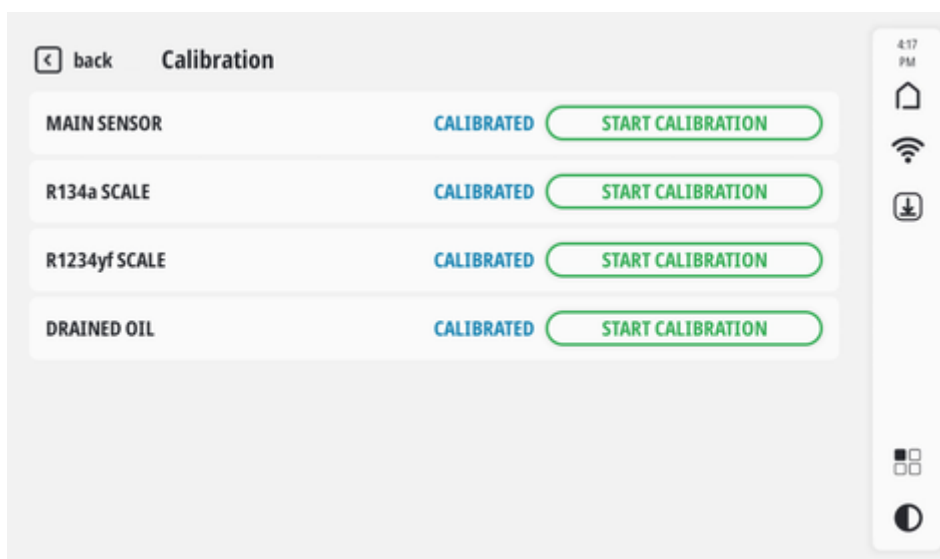 back Calibration
MAIN SENSOR CALIBRATED START CALIBRATION
R134a SCALE CALIBRATED START CALIBRATION
R1234yf SCALE CALIBRATED START CALIBRATION
DRAINED OIL CALIBRATED START CALIBRATION
4:17
PM